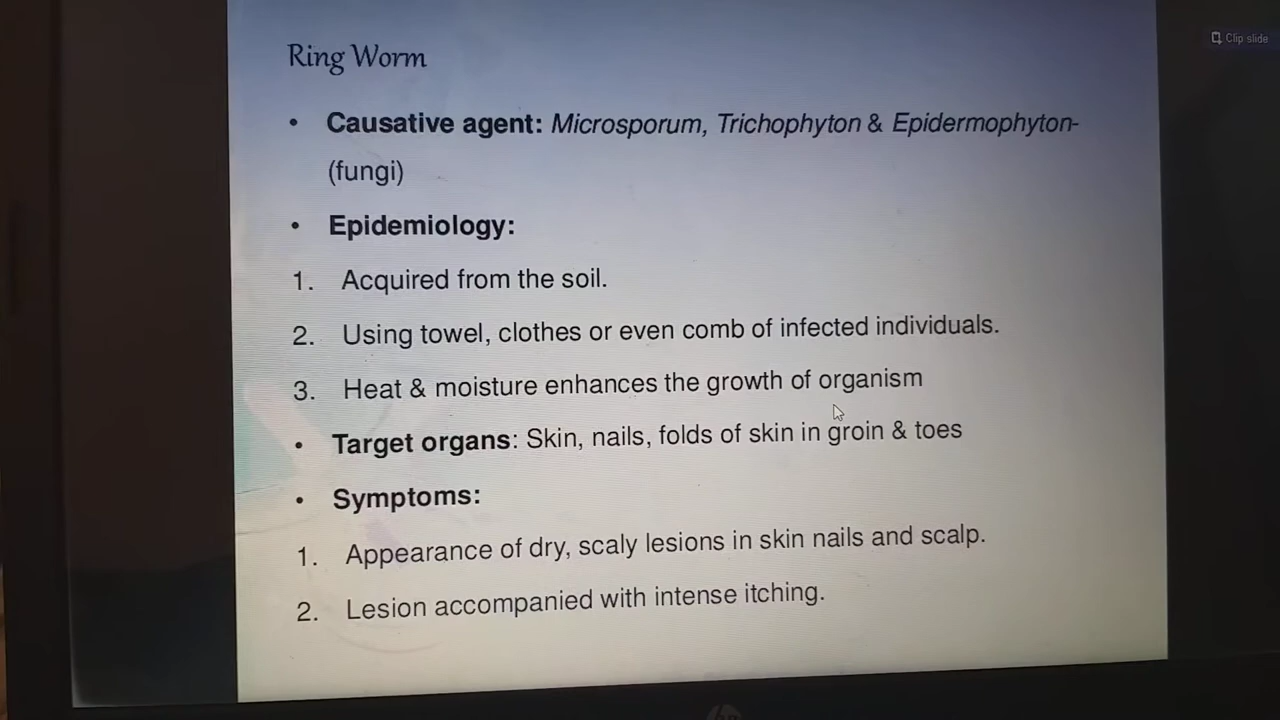 Clip slide
Ring Worm
• Causative agent: Microsporum, Trichophyton & Epidermophyton-
(fungi)
• Epidemiology:
1. Acquired from the soil.
2. Using towel, clothes or even comb of infected individuals.
3. Heat & moisture enhances the growth of organism
• Target organs: Skin, nails, folds of skin in groin & toes
• Symptoms:
1. Appearance of dry, scaly lesions in skin nails and scalp.
2. Lesion accompanied with intense itching.
hp